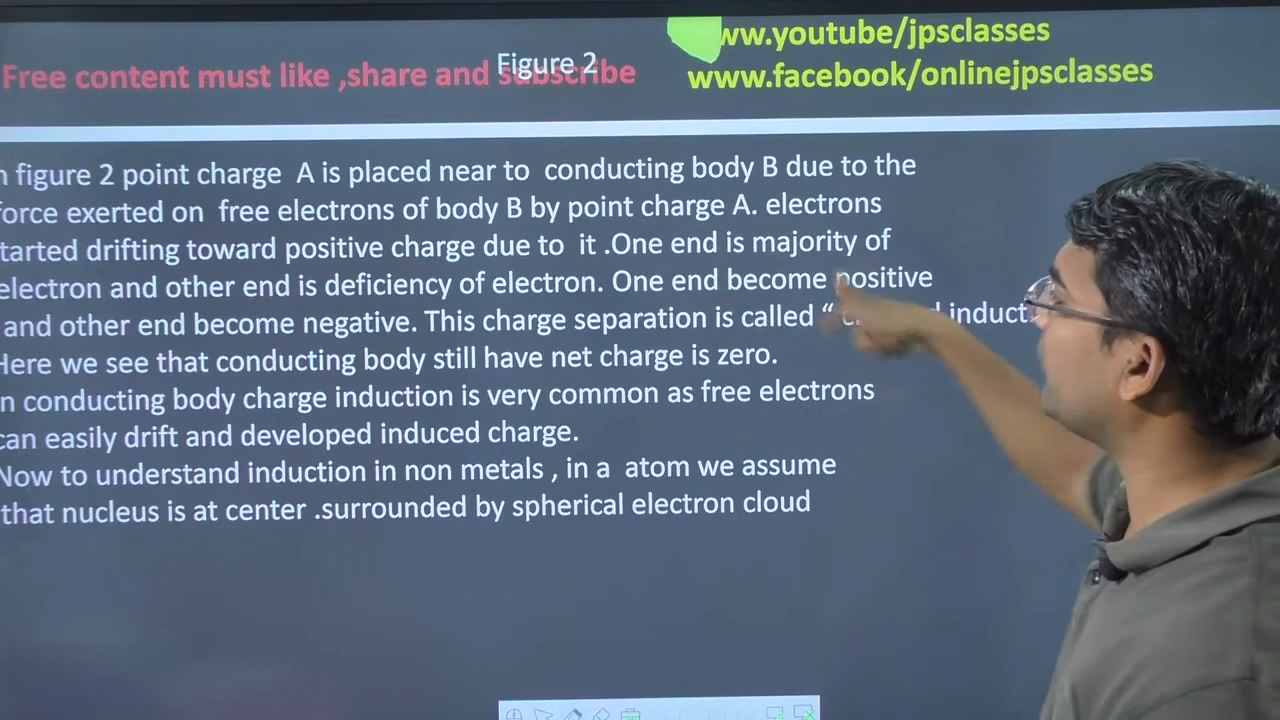 ww.youtube/jpsclasses
Figure 2
Free content must like ,share and subscribe
www.facebook/onlinejpsclasses
figure 2 point charge A is placed near to conducting body B due to the
force exerted on free electrons of body B by point charge A. electrons
tarted drifting toward positive charge due to it .One end is majority of
electron and other end is deficiency of electron. One end become positive
and other end become negative. This charge separation is called “ induct
Here we see that conducting body still have net charge is zero.
n conducting body charge induction is very common as free electrons
can easily drift and developed induced charge.
Now to understand induction in non metals , in a atom we assume
that nucleus is at center .surrounded by spherical electron cloud